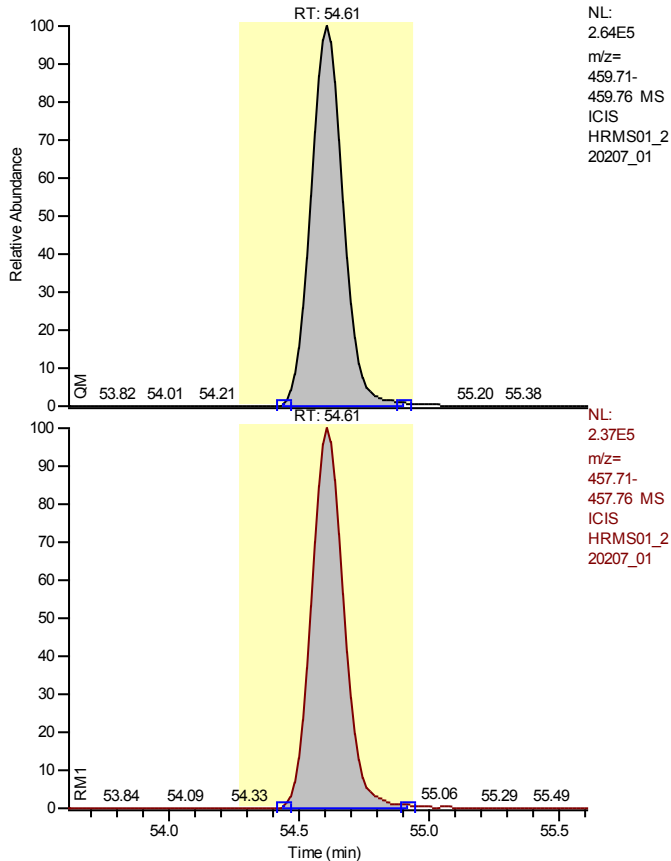 RT: 54.61
NL:
2.64E5
m/z=
459.71-
459.76 MS
ICIS
HRMS01_2
20207_01
100
90
80
70
60
50
40
30
20
10
0
Relative Abundance
QM
53.82 54.01 54.21 55.20 55.38
RT: 54.61
NL:
2.37E5
m/z=
457.71-
457.76 MS
ICIS
HRMS01_2
20207_01
100
90
80
70
60
50
40
30
20
10
0
RM1
53.84 54.09 54.33 55.06 55.29 55.49
54.0 54.5 55.0 55.5
Time (min)